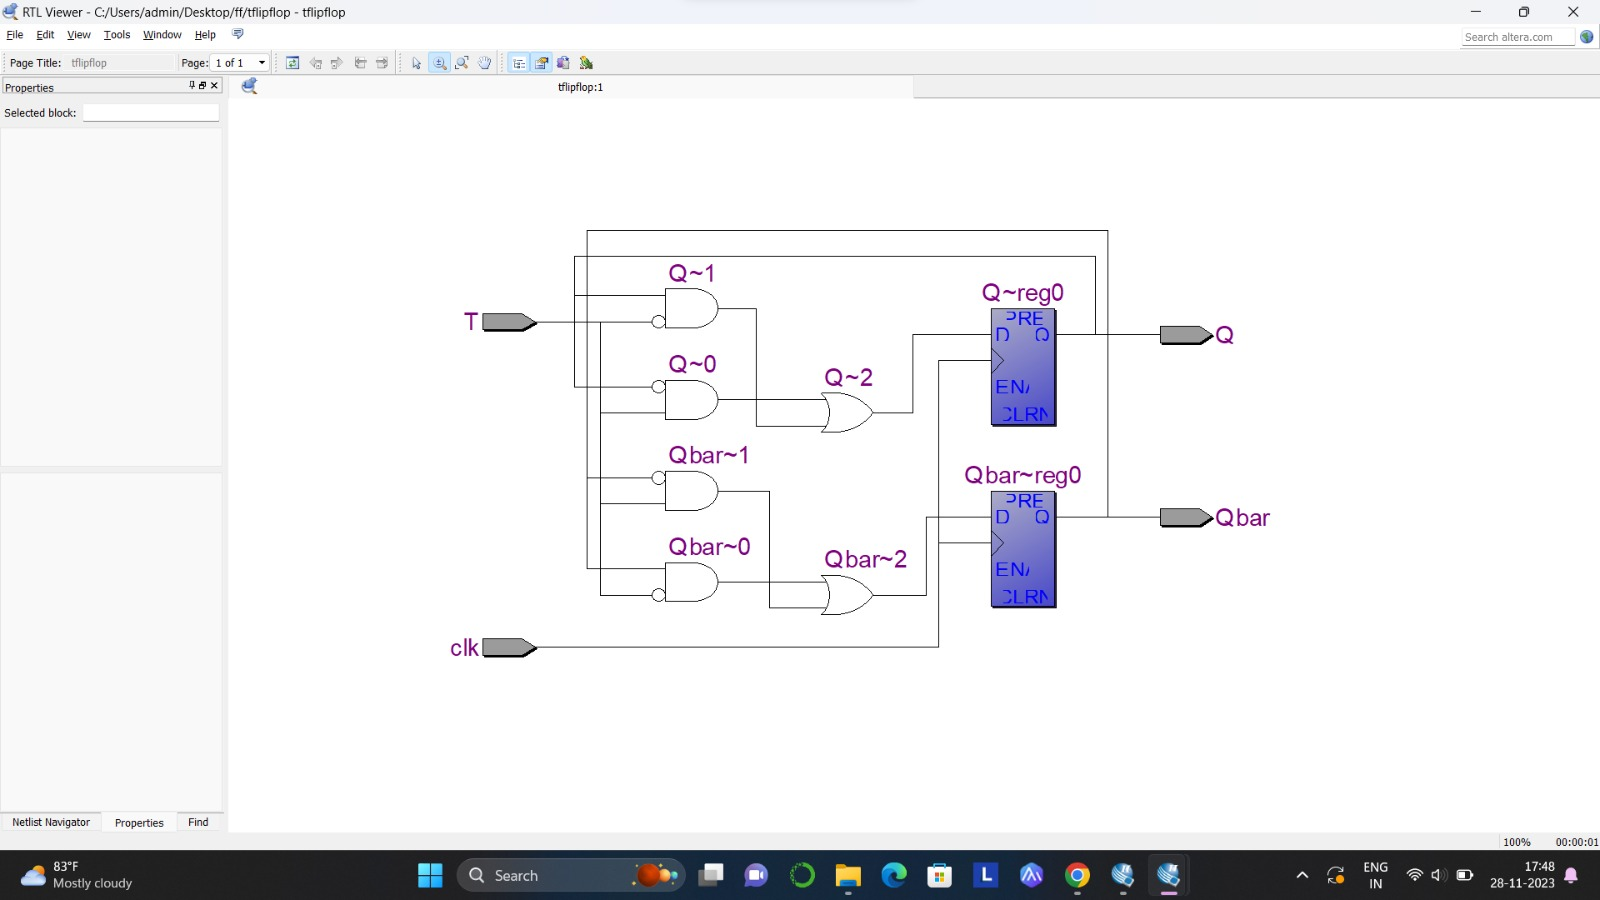 RTL Viewer - C:/Users/admin/Desktop/ff/tflipflop - tflipflop
File Edit View Tools Window Help
Search altera.com
Page Title: tflipflop Page: 1 of 1
Properties
tflipflop:1
Selected block:
Q~1
Q~reg0
T
PRE
D Q
Q
Q~0
Q~2
ENA
CLRN
Qbar~1
Qbar~reg0
PRE
D Q
Qbar
Qbar~0
Qbar~2
ENA
CLRN
clk
Netlist Navigator Properties Find
100% 00:00:01
83°F
Mostly cloudy
Search
L
ENG
IN
17:48
28-11-2023